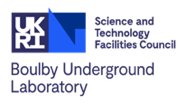 UK
RI
Science and
Technology
Facilities Council
Boulby Underground
Laboratory